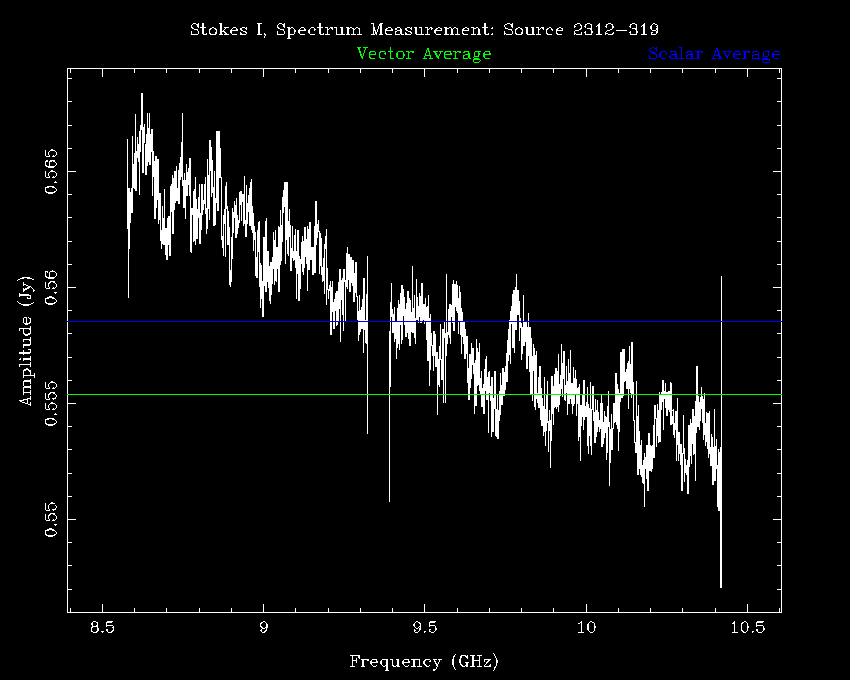 Stokes I, Spectrum Measurement: Source 2312−319
Vector Average Scalar Average
0.565
0.56
0.555
0.55
Amplitude (Jy)
8.5 9 9.5 10 10.5
Frequency (GHz)